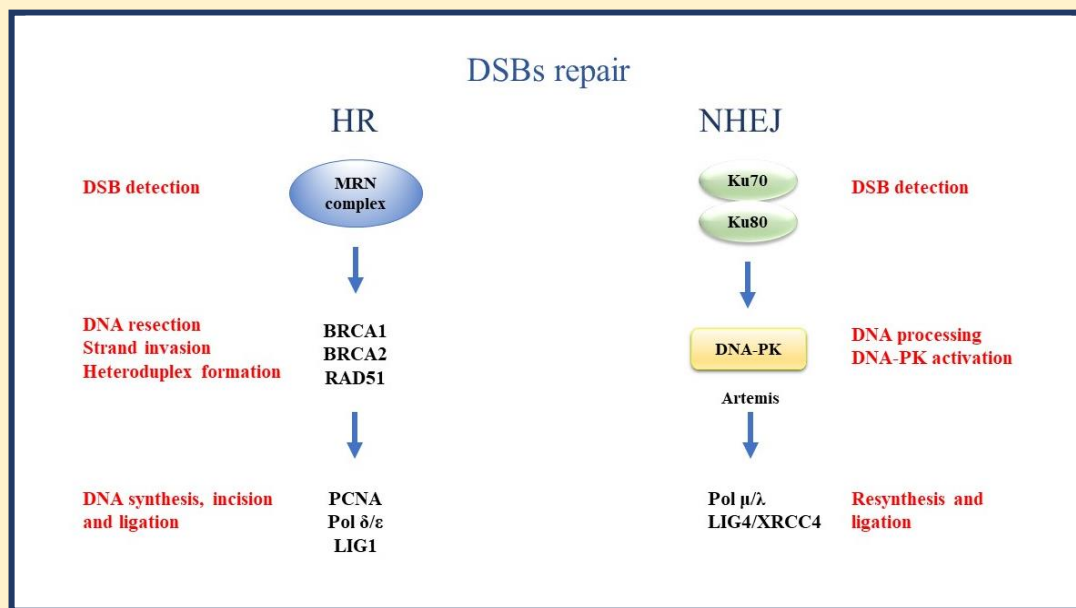 DSBs repair
HR
NHEJ
DSB detection
MRN
complex
Ku70
Ku80
DSB detection
DNA resection
Strand invasion
Heteroduplex formation
BRCA1
BRCA2
RAD51
DNA-PK
Artemis
DNA processing
DNA-PK activation
DNA synthesis, incision
and ligation
PCNA
Pol δ/ε
LIG1
Pol μ/λ
LIG4/XRCC4
Resynthesis and
ligation